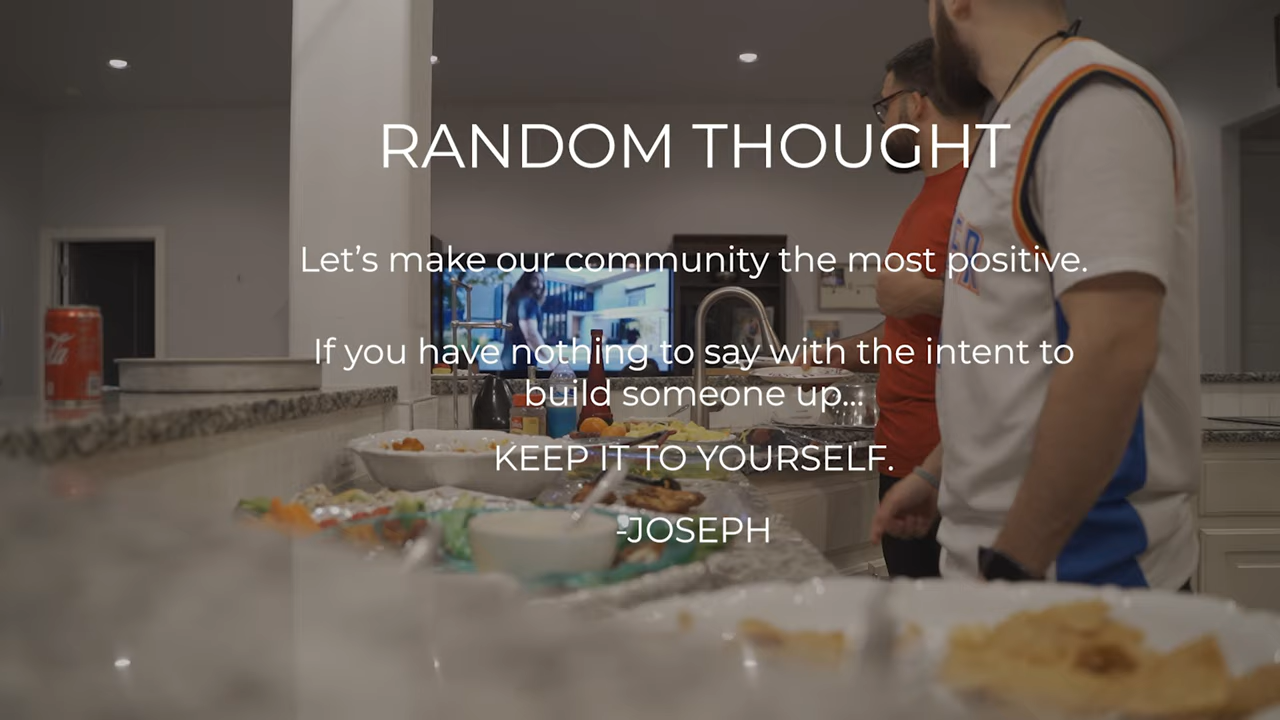 RANDOM THOUGHT
Let’s make our community the most positive.
If you have nothing to say with the intent to
build someone up...
KEEP IT TO YOURSELF.
-JOSEPH